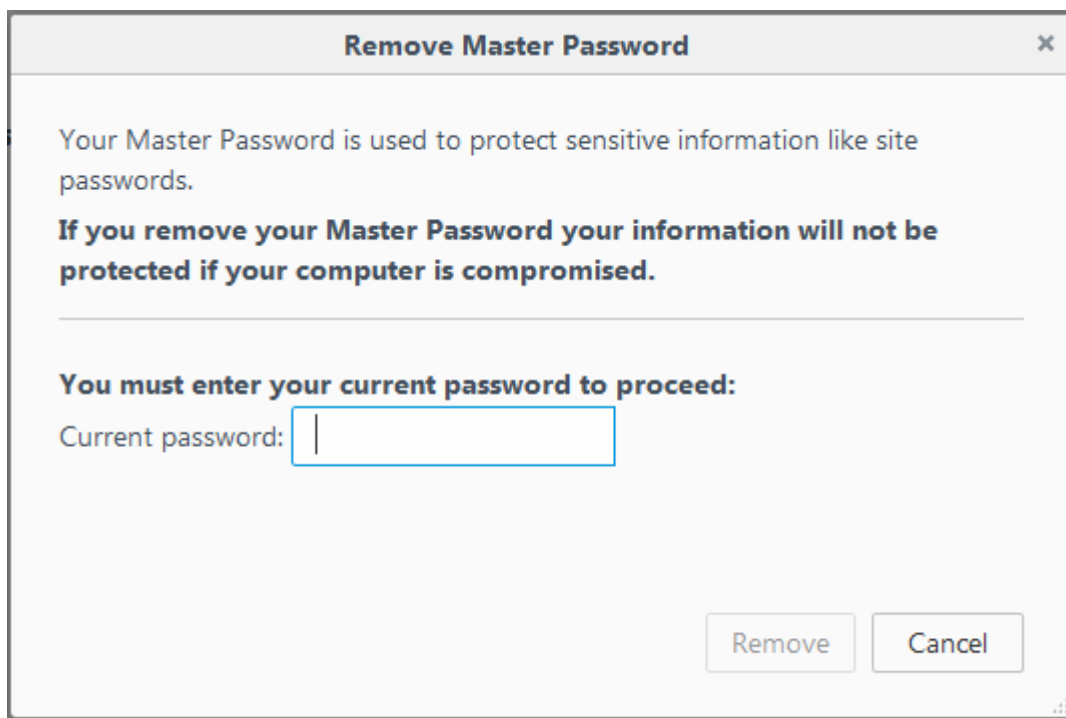 Remove Master Password
Your Master Password is used to protect sensitive information like site
passwords.
If you remove your Master Password your information will not be
protected if your computer is compromised.
You must enter your current password to proceed:
Current password:
Remove Cancel